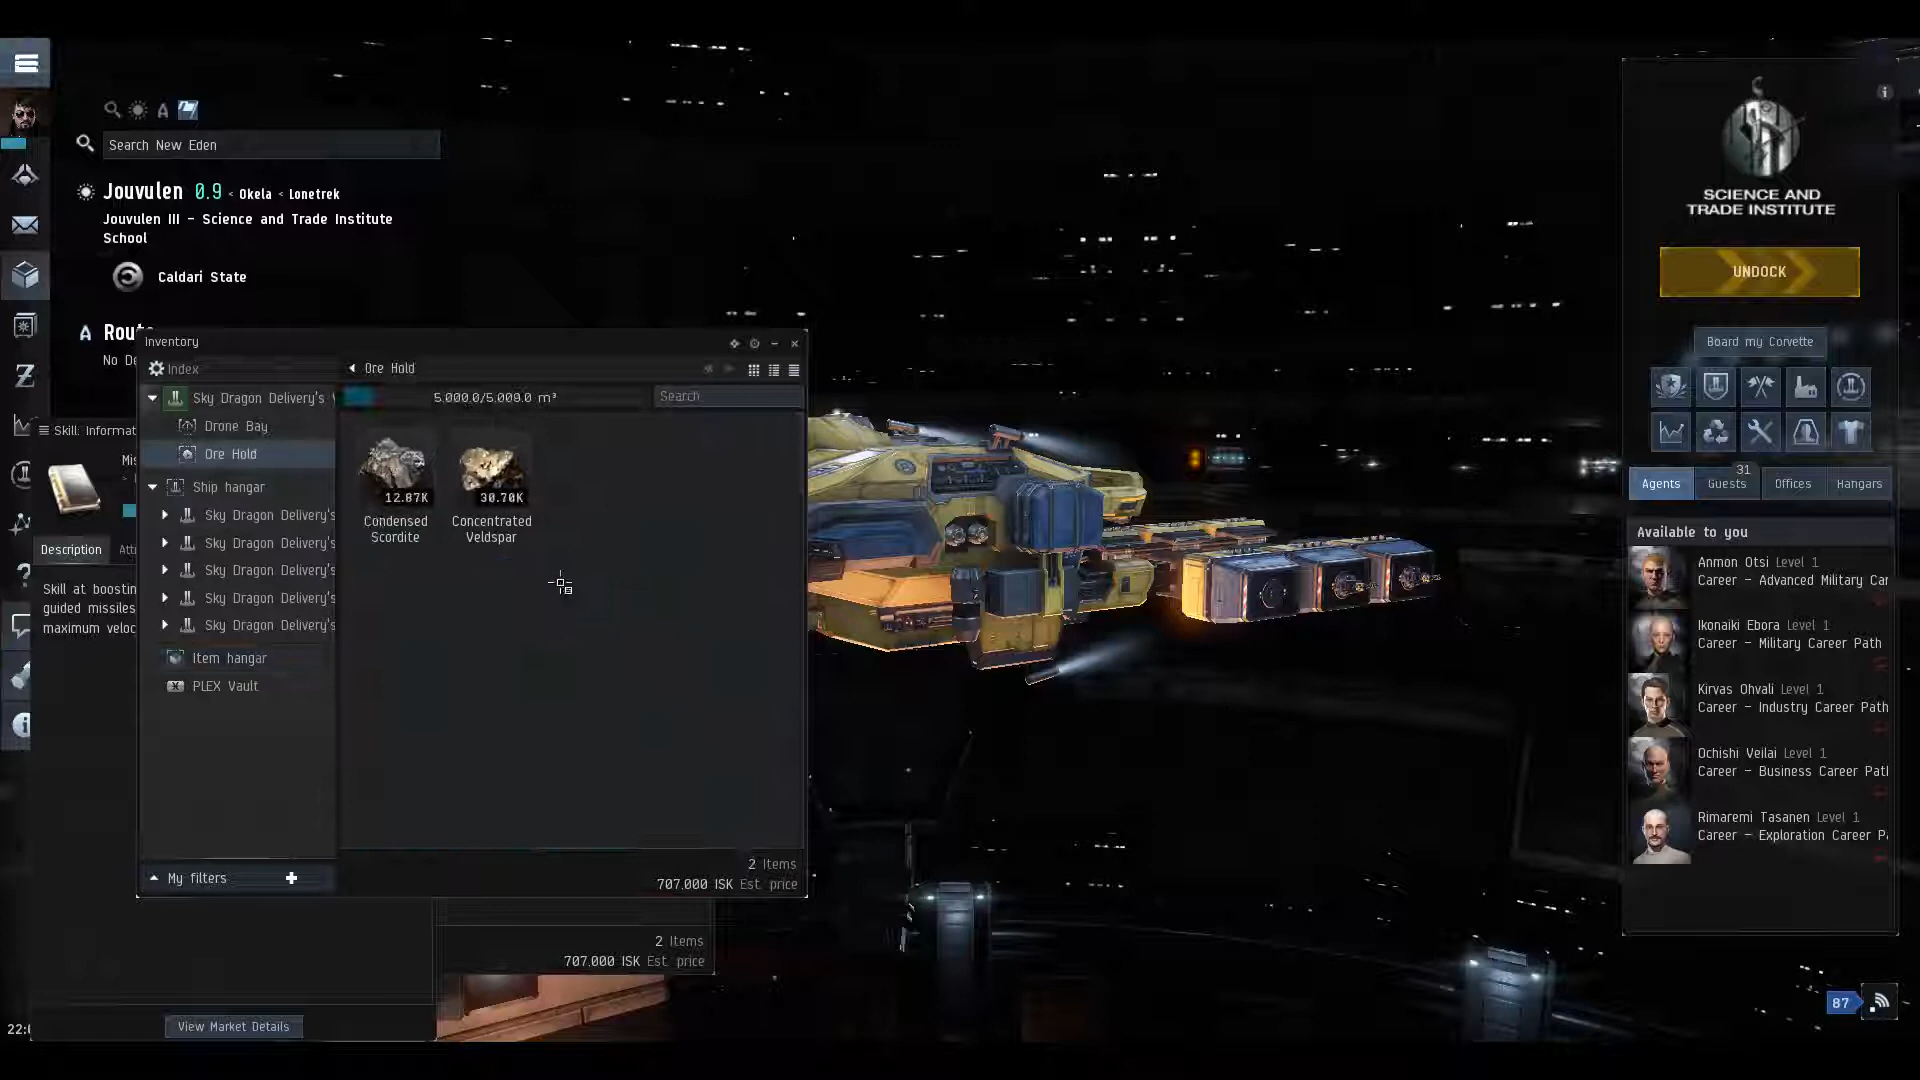 Search New Eden
Jouvulen 0.9 < Okela < Lonetrek
Jouvulen III - Science and Trade Institute
School
Caldari State
Route
No De
Inventory
Index
Ore Hold
Sky Dragon Delivery's
5,000.0/5,009.0 m³
Search
Drone Bay
Ore Hold
Ship hangar
Sky Dragon Delivery's
Sky Dragon Delivery's
Sky Dragon Delivery's
Sky Dragon Delivery's
Sky Dragon Delivery's
Item hangar
PLEX Vault
12.87K
30.70K
Condensed
Scordite
Concentrated
Veldspar
My filters
2 Items
707,000 ISK Est. price
Skill: Informat
Mis
Description
Att
Skill at boostin
guided missiles
maximum veloc
2 Items
707,000 ISK Est. price
View Market Details
22:
SCIENCE AND
TRADE INSTITUTE
UNDOCK
Board my Corvette
31
Agents
Guests
Offices
Hangars
Available to you
Anmon Otsi Level 1
Career - Advanced Military Car
Ikonaiki Ebora Level 1
Career - Military Career Path
Kirvas Ohvali Level 1
Career - Industry Career Path
Ochishi Veilai Level 1
Career - Business Career Patl
Rimaremi Tasanen Level 1
Career - Exploration Career P
87